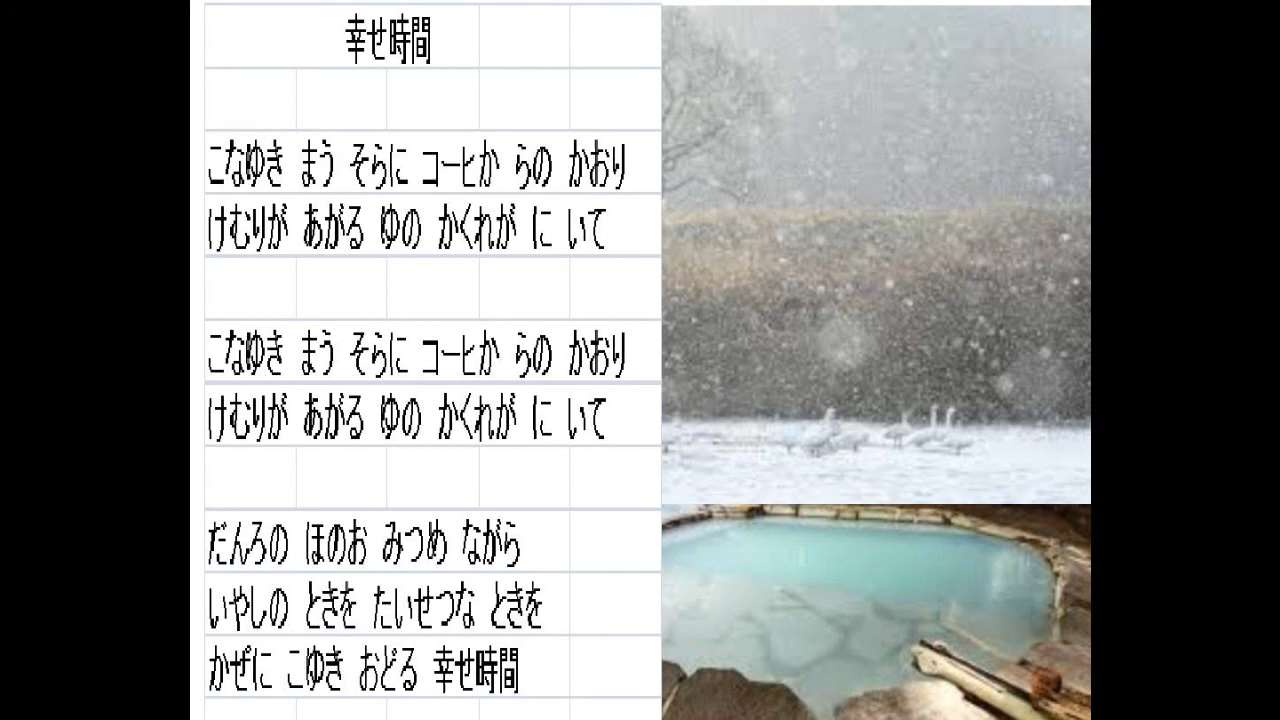 幸せ時間
こなゆき まう そらに コーヒか らの かおり
けむりが あがる ゆの かくれが に いて
こなゆき まう そらに コーヒか らの かおり
けむりが あがる ゆの かくれが に いて
だんろの ほのお みつめ ながら
いやしの ときを たいせつな ときを
かぜに こゆき おどる 幸せ時間